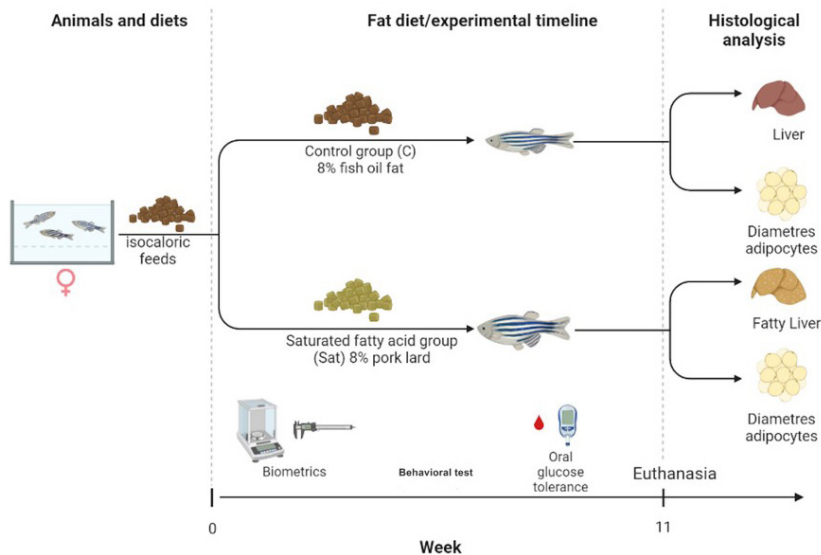 Animals and diets
Fat diet/experimental timeline
Histological
analysis
isocaloric
feeds
Control group (C)
8% fish oil fat
Saturated fatty acid group
(Sat) 8% pork lard
Liver
Diametres
adipocytes
Fatty Liver
Diametres
adipocytes
Biometrics
Behavioral test
Oral
glucose
tolerance
Euthanasia
0
11
Week